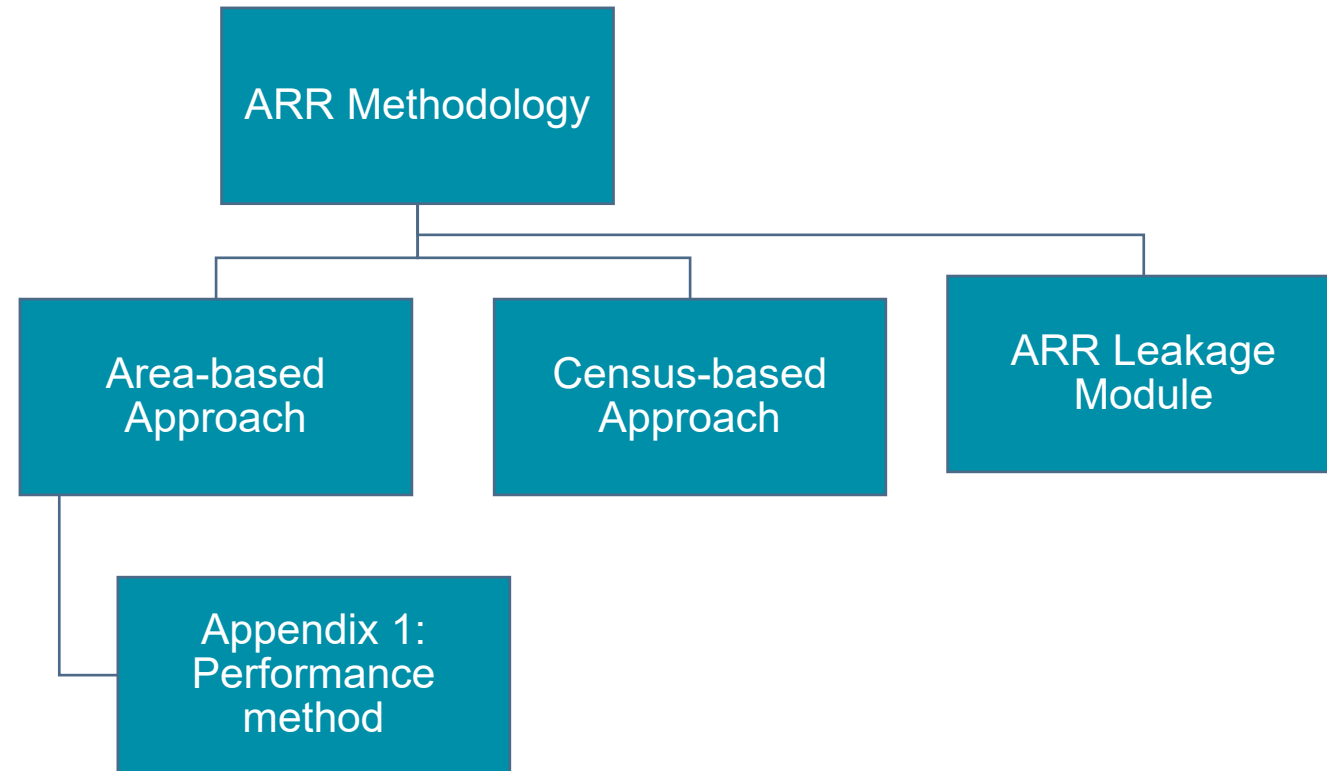 ARR Methodology
Area-based
Approach
Census-based
Approach
ARR Leakage
Module
Appendix 1:
Performance
method